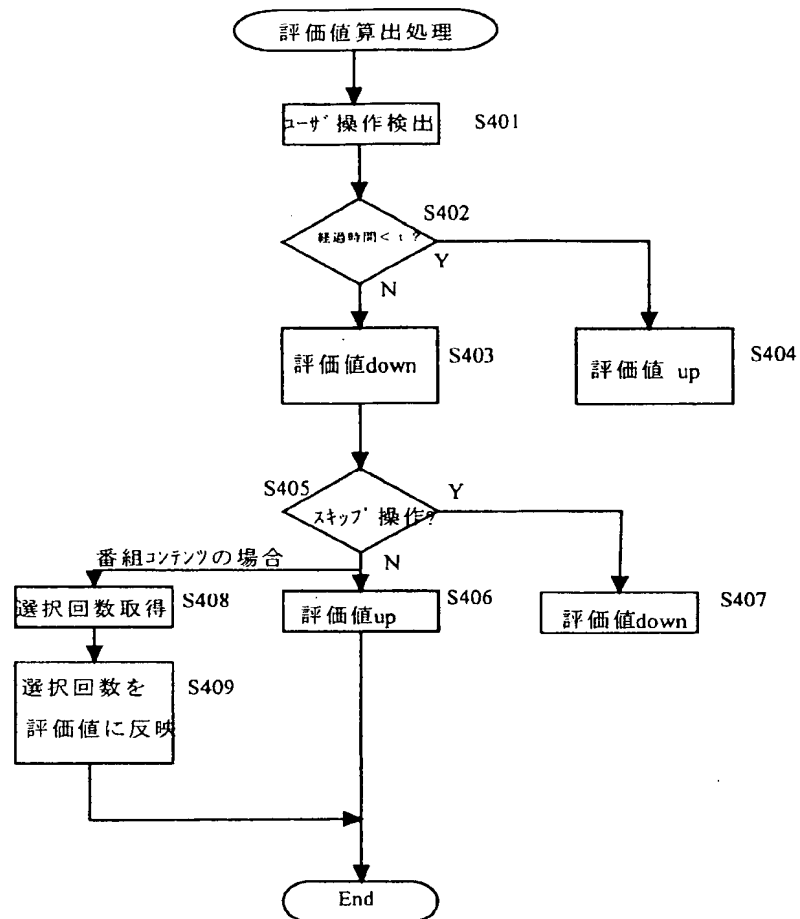 評価値算出処理
ユーザ操作検出
S401
S402
経過時間<t?
Y
N
評価値down
S403
評価値 up
S404
S405
スキップ操作?
Y
N
番組コンテンツの場合
選択回数取得
S408
評価値up
S406
評価値down
S407
選択回数を
評価値に反映
S409
End